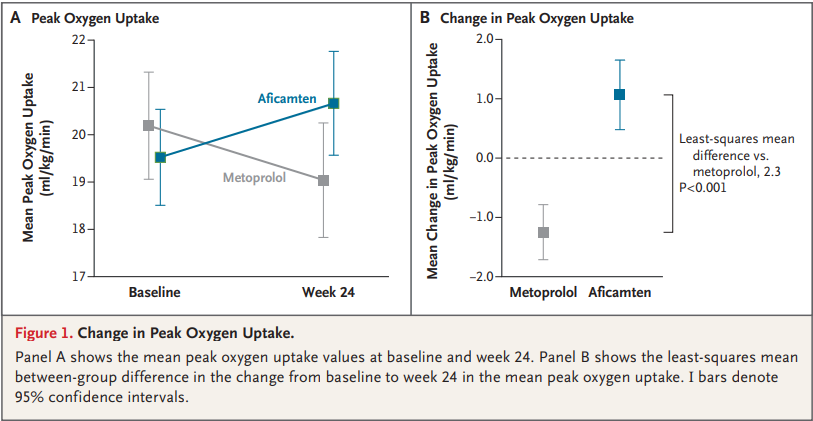 A Peak Oxygen Uptake
Mean Peak Oxygen Uptake
(ml/kg/min)
22
21
20
19
18
17
Aficamten
Metoprolol
Baseline
Week 24
B Change in Peak Oxygen Uptake
Mean Change in Peak Oxygen Uptake
(ml/kg/min)
2.0
1.0
0.0
−1.0
−2.0
Metoprolol
Aficamten
Least-squares mean
difference vs.
metoprolol, 2.3
P<0.001
Figure 1. Change in Peak Oxygen Uptake.
Panel A shows the mean peak oxygen uptake values at baseline and week 24. Panel B shows the least-squares mean
between-group difference in the change from baseline to week 24 in the mean peak oxygen uptake. I bars denote
95% confidence intervals.